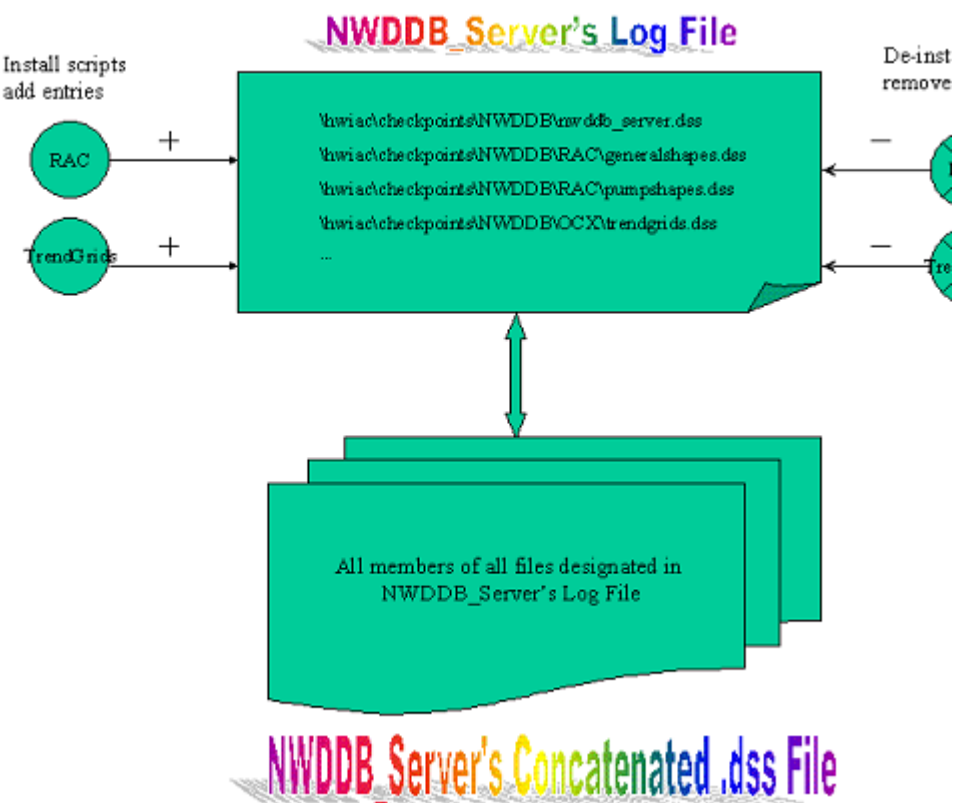 NWDDB_Server's Log File
Install scripts
add entries
De-inst
remove
\hwiac\checkpoints\NWDDB\nwddb_server.dss
\hwiac\checkpoints\NWDDB\RAC\generalshapes.dss
\hwiac\checkpoints\NWDDB\RAC\pumpshapes.dss
\hwiac\checkpoints\NWDDB\OCX\trendgrids.dss
...
RAC
+
−
TrendGrids
+
−
Tre
All members of all files designated in
NWDDB_Server's Log File
NWDDB_Server's Concatenated .dss File